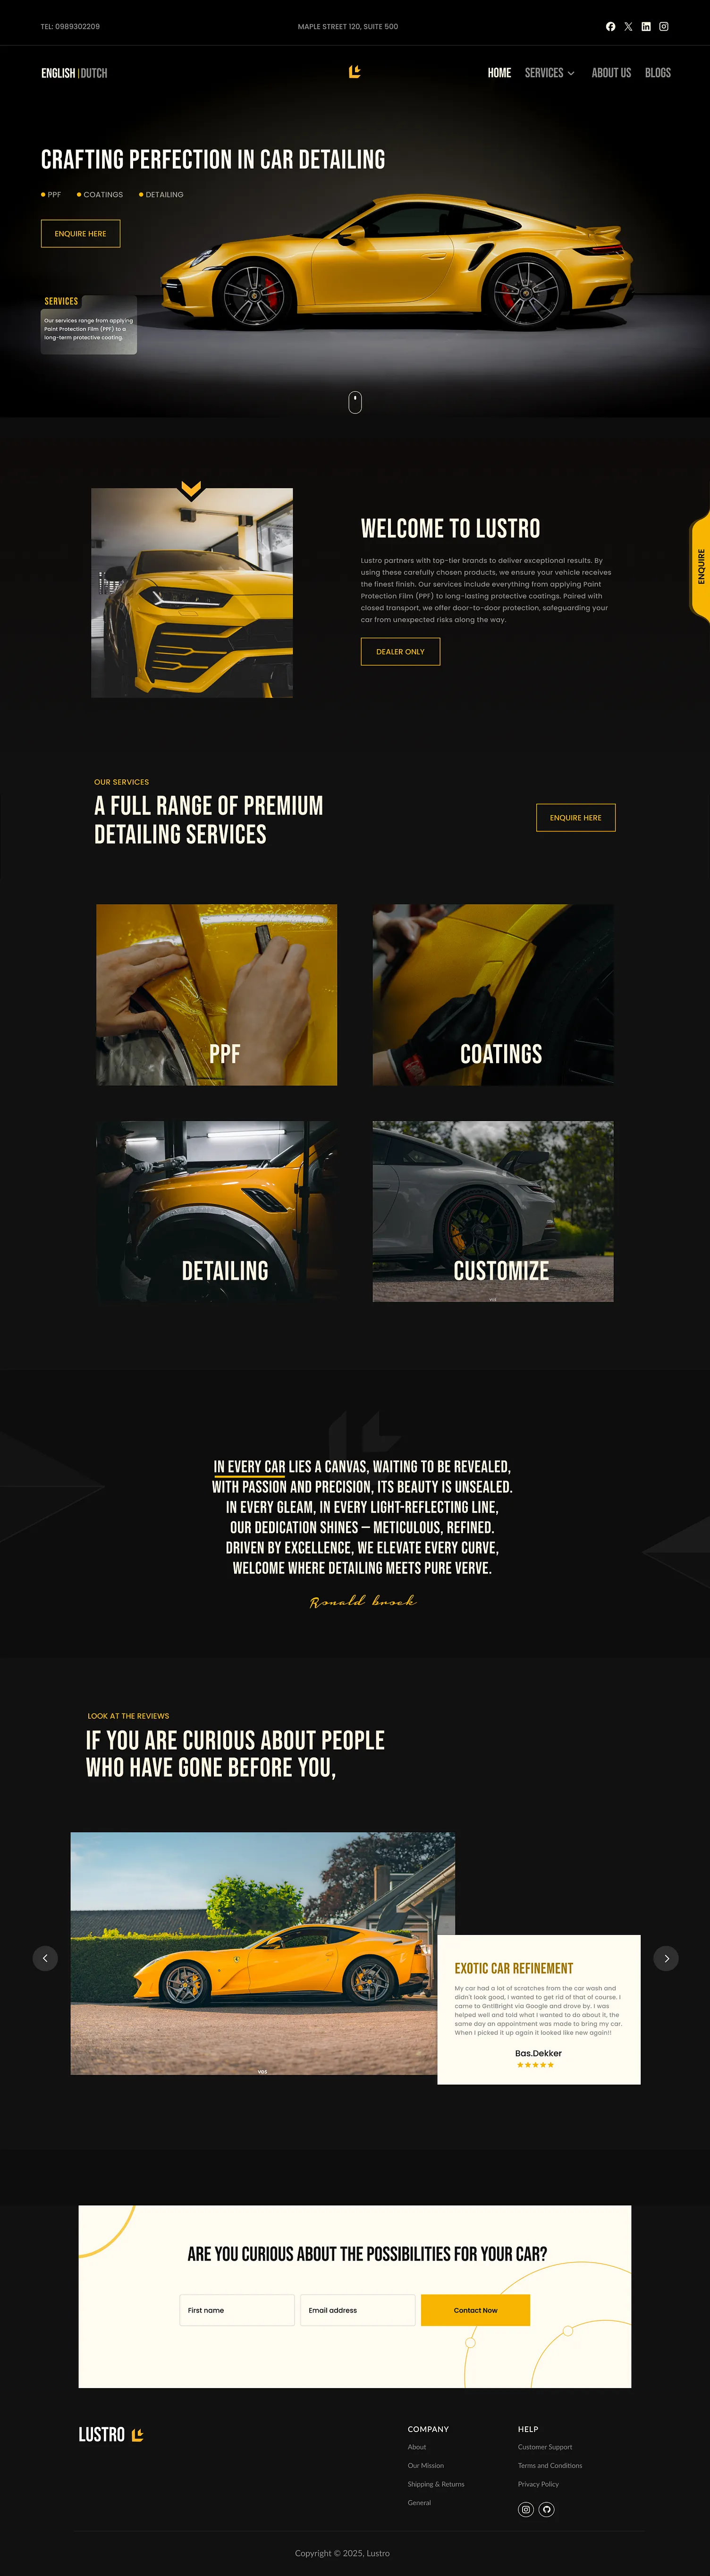 TEL: 0989302209
MAPLE STREET 120, SUITE 500
ENGLISH | DUTCH
HOME
SERVICES
ABOUT US
BLOGS
CRAFTING PERFECTION IN CAR DETAILING
PPF
COATINGS
DETAILING
ENQUIRE HERE
SERVICES
Our services range from applying
Paint Protection Film (PPF) to a
long-term protective coating.
WELCOME TO LUSTRO
Lustro partners with top-tier brands to deliver exceptional results. By
using these carefully chosen products, we ensure your vehicle receives
the finest finish. Our services include everything from applying Paint
Protection Film (PPF) to long-lasting protective coatings. Paired with
closed transport, we offer door-to-door protection, safeguarding your
car from unexpected risks along the way.
DEALER ONLY
ENQUIRE
OUR SERVICES
A FULL RANGE OF PREMIUM
DETAILING SERVICES
ENQUIRE HERE
PPF
COATINGS
DETAILING
CUSTOMIZE
IN EVERY CAR LIES A CANVAS, WAITING TO BE REVEALED,
WITH PASSION AND PRECISION, ITS BEAUTY IS UNSEALED.
IN EVERY GLEAM, IN EVERY LIGHT-REFLECTING LINE,
OUR DEDICATION SHINES – METICULOUS, REFINED.
DRIVEN BY EXCELLENCE, WE ELEVATE EVERY CURVE,
WELCOME WHERE DETAILING MEETS PURE VERVE.
Ronald broak
LOOK AT THE REVIEWS
IF YOU ARE CURIOUS ABOUT PEOPLE
WHO HAVE GONE BEFORE YOU,
EXOTIC CAR REFINEMENT
My car had a lot of scratches from the car wash and
didn't look good, I wanted to get rid of that of course. I
came to GntlBright via Google and drove by. I was
helped well and told what I wanted to do about it, the
same day an appointment was made to bring my car.
When I picked it up again it looked like new again!!
Bas.Dekker
ARE YOU CURIOUS ABOUT THE POSSIBILITIES FOR YOUR CAR?
First name
Email address
Contact Now
LUSTRO
COMPANY
About
Our Mission
Shipping & Returns
General
HELP
Customer Support
Terms and Conditions
Privacy Policy
Copyright © 2025, Lustro